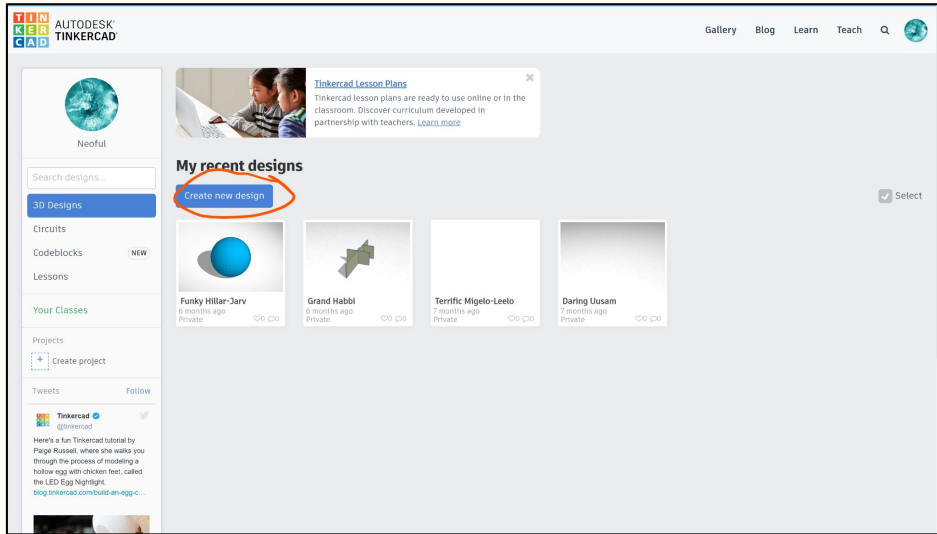 TIN
KER
CAD
AUTODESK®
TINKERCAD®
Gallery Blog Learn Teach
Neoful
Search designs...
3D Designs
Circuits
Codeblocks NEW
Lessons
Your Classes
Projects
+ Create project
Tweets Follow
Tinkercad
@tinkercad
Here's a fun Tinkercad tutorial by
Paige Russell, where she walks you
through the process of modeling a
hollow egg with chicken feet, called
the LED Egg Nightlight.
blog.tinkercad.com/build-an-egg-c…
Tinkercad Lesson Plans
Tinkercad lesson plans are ready to use online or in the
classroom. Discover curriculum developed in
partnership with teachers. Learn more
My recent designs
Create new design
Select
Funky Hillar-Jarv
6 months ago
Private 0 0
Grand Habbi
6 months ago
Private 0 0
Terrific Migelo-Leelo
7 months ago
Private 0 0
Daring Uusam
7 months ago
Private 0 0